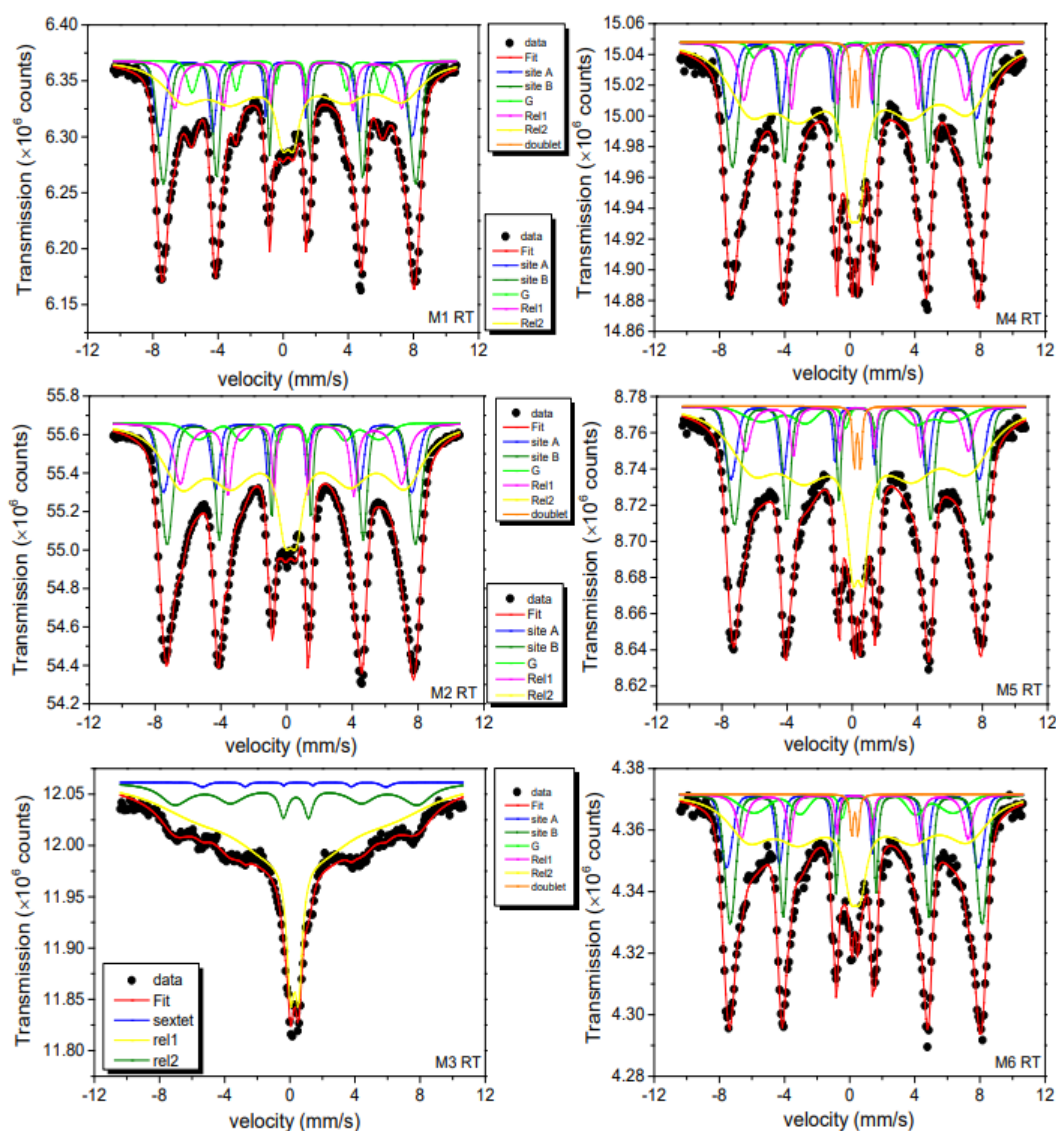 6.40
6.35
6.30
6.25
6.20
6.15
Transmission (×10⁶ counts)
-12 -8 -4 0 4 8 12
velocity (mm/s)
M1 RT
data
Fit
site A
site B
G
Rel1
Rel2
doublet
data
Fit
site A
site B
G
Rel1
Rel2
15.06
15.04
15.02
15.00
14.98
14.96
14.94
14.92
14.90
14.88
14.86
Transmission (×10⁶ counts)
-12 -8 -4 0 4 8 12
velocity (mm/s)
M4 RT
55.8
55.6
55.4
55.2
55.0
54.8
54.6
54.4
54.2
Transmission (×10⁶ counts)
-12 -8 -4 0 4 8 12
velocity (mm/s)
M2 RT
data
Fit
site A
site B
G
Rel1
Rel2
doublet
data
Fit
site A
site B
G
Rel1
Rel2
8.78
8.76
8.74
8.72
8.70
8.68
8.66
8.64
8.62
Transmission (×10⁶ counts)
-12 -8 -4 0 4 8 12
velocity (mm/s)
M5 RT
12.05
12.00
11.95
11.90
11.85
11.80
Transmission (×10⁶ counts)
-12 -8 -4 0 4 8 12
velocity (mm/s)
M3 RT
data
Fit
sextet
rel1
rel2
data
Fit
site A
site B
G
Rel1
Rel2
doublet
4.38
4.36
4.34
4.32
4.30
4.28
Transmission (×10⁶ counts)
-12 -8 -4 0 4 8 12
velocity (mm/s)
M6 RT